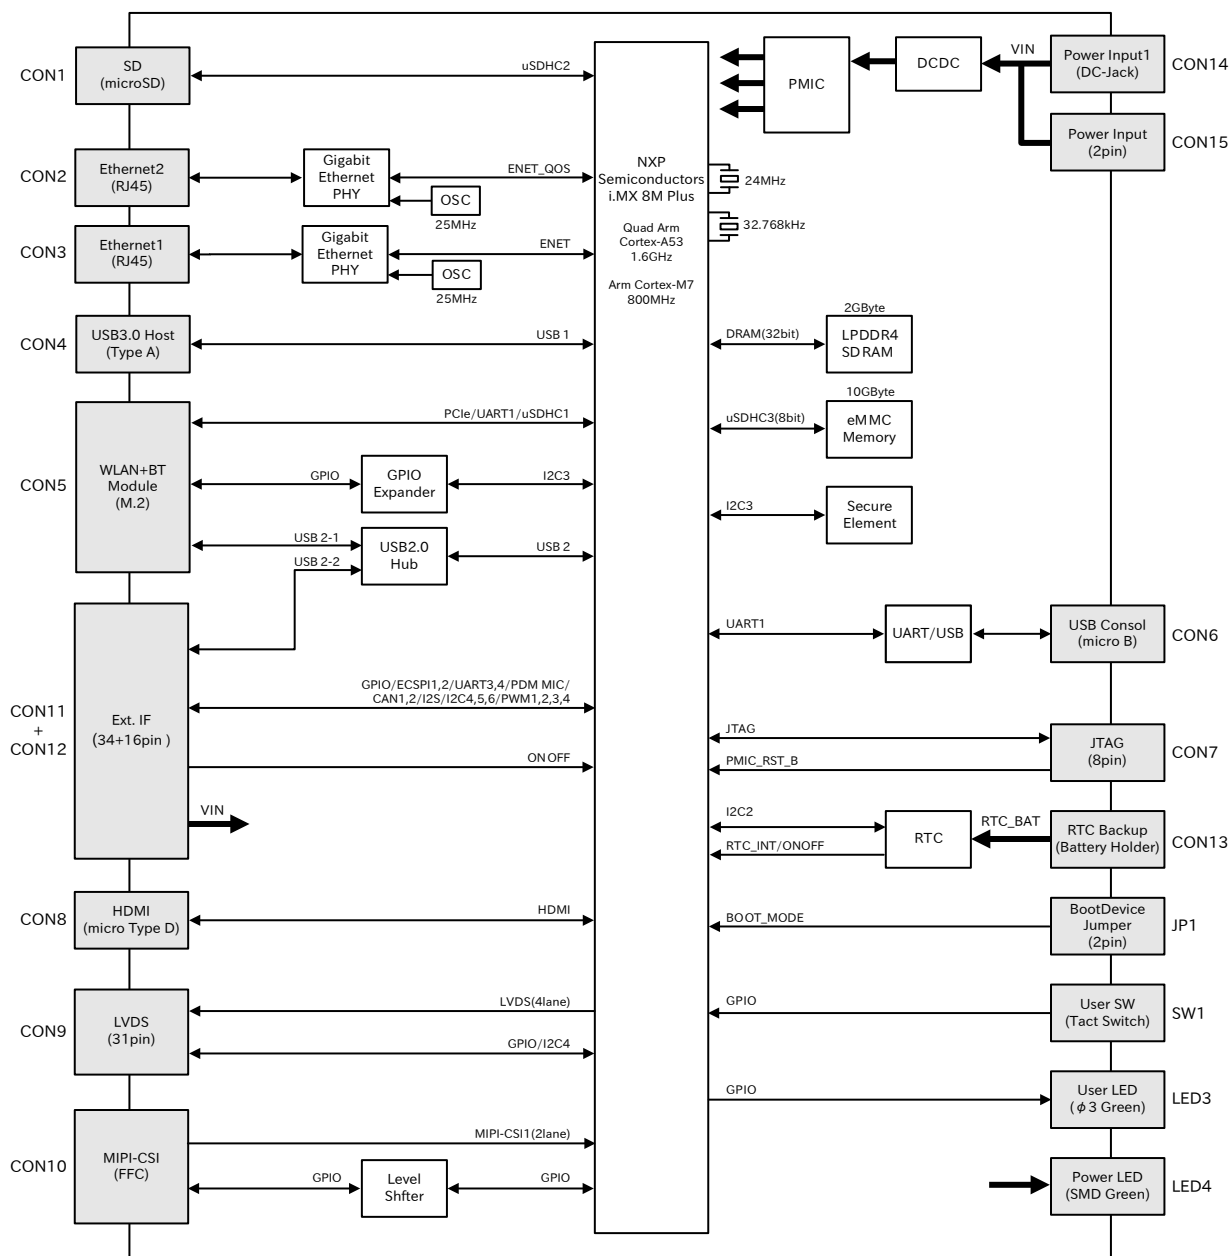 CON1
SD
(microSD)
uSDHC2
CON2
Ethernet2
(RJ45)
Gigabit
Ethernet
PHY
ENET_QOS
OSC
25MHz
CON3
Ethernet1
(RJ45)
Gigabit
Ethernet
PHY
ENET
OSC
25MHz
CON4
USB3.0 Host
(Type A)
USB 1
CON5
WLAN+BT
Module
(M.2)
PCIe/UART1/uSDHC1
GPIO
GPIO
Expander
I2C3
USB 2-1
USB 2-2
USB2.0
Hub
USB 2
CON11
+
CON12
Ext. IF
(34+16pin )
GPIO/ECSPI1,2/UART3,4/PDM MIC/
CAN1,2/I2S/I2C4,5,6/PWM1,2,3,4
ONOFF
VIN
CON8
HDMI
(micro Type D)
HDMI
CON9
LVDS
(31pin)
LVDS(4lane)
GPIO/I2C4
CON10
MIPI-CSI
(FFC)
MIPI-CSI1(2lane)
GPIO
Level
Shfter
GPIO
NXP
Semiconductors
i.MX 8M Plus
Quad Arm
Cortex-A53
1.6GHz
Arm Cortex-M7
800MHz
PMIC
DCDC
VIN
Power Input1
(DC-Jack)
CON14
Power Input
(2pin)
CON15
24MHz
32.768kHz
2GByte
DRAM(32bit)
LPDDR4
SDRAM
10GByte
uSDHC3(8bit)
eMMC
Memory
I2C3
Secure
Element
UART1
UART/USB
USB Consol
(micro B)
CON6
JTAG
PMIC_RST_B
JTAG
(8pin)
CON7
I2C2
RTC_INT/ONOFF
RTC
RTC_BAT
RTC Backup
(Battery Holder)
CON13
BOOT_MODE
BootDevice
Jumper
(2pin)
JP1
GPIO
User SW
(Tact Switch)
SW1
GPIO
User LED
(φ3 Green)
LED3
Power LED
(SMD Green)
LED4